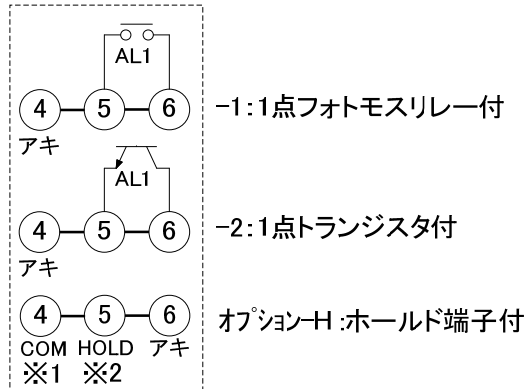 AL1
4 5 6 -1:1点フォトモスリレー付
アキ
AL1
4 5 6 -2:1点トランジスタ付
アキ
4 5 6 オプション-H:ホールド端子付
COM HOLD アキ
※1 ※2